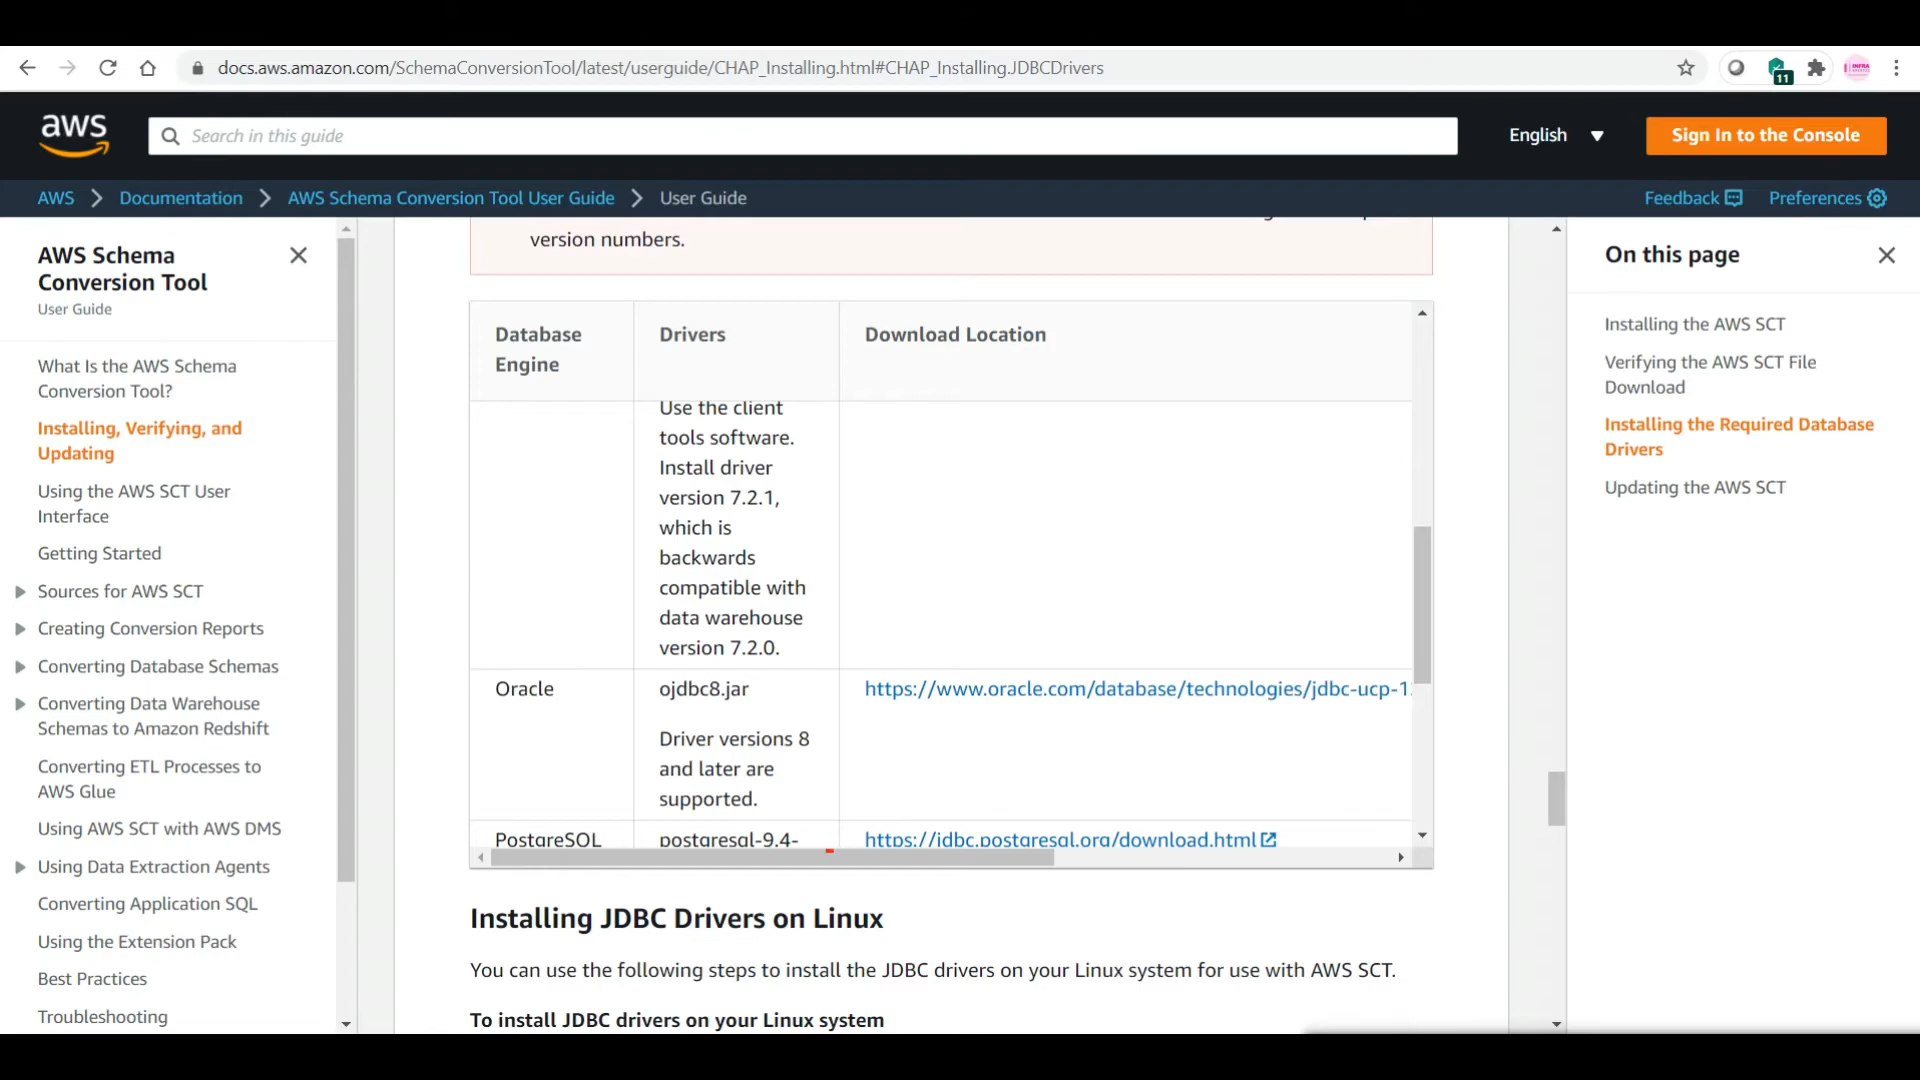 docs.aws.amazon.com/SchemaConversionTool/latest/userguide/CHAP_Installing.html#CHAP_Installing.JDBCDrivers
11
INFRA
aws
Search in this guide
English
Sign In to the Console
AWS
Documentation
AWS Schema Conversion Tool User Guide
User Guide
Feedback
Preferences
AWS Schema
Conversion Tool
User Guide
What Is the AWS Schema
Conversion Tool?
Installing, Verifying, and
Updating
Using the AWS SCT User
Interface
Getting Started
Sources for AWS SCT
Creating Conversion Reports
Converting Database Schemas
Converting Data Warehouse
Schemas to Amazon Redshift
Converting ETL Processes to
AWS Glue
Using AWS SCT with AWS DMS
Using Data Extraction Agents
Converting Application SQL
Using the Extension Pack
Best Practices
Troubleshooting
version numbers.
Database
Engine
Drivers
Download Location
Use the client
tools software.
Install driver
version 7.2.1,
which is
backwards
compatible with
data warehouse
version 7.2.0.
Oracle
ojdbc8.jar
Driver versions 8
and later are
supported.
https://www.oracle.com/database/technologies/jdbc-ucp-1
PostgreSQL
postgresql-9.4-
https://jdbc.postgresql.org/download.html
Installing JDBC Drivers on Linux
You can use the following steps to install the JDBC drivers on your Linux system for use with AWS SCT.
To install JDBC drivers on your Linux system
On this page
Installing the AWS SCT
Verifying the AWS SCT File
Download
Installing the Required Database
Drivers
Updating the AWS SCT